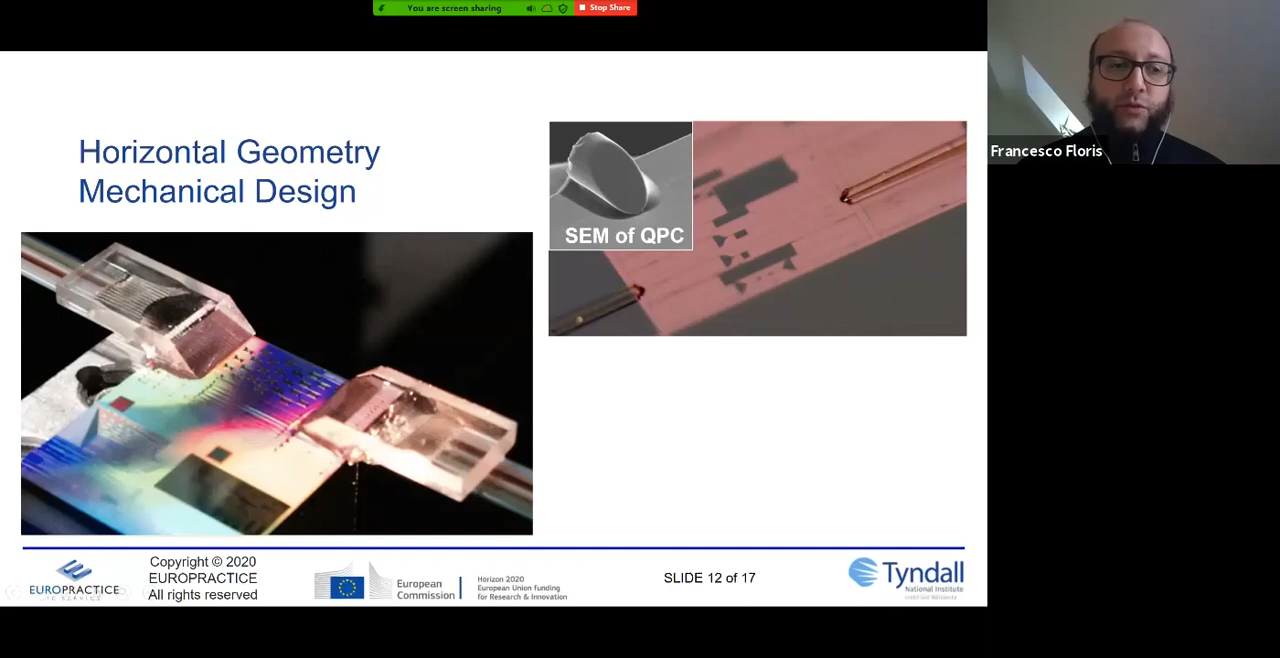 You are screen sharing
Stop Share
Francesco Floris
Horizontal Geometry
Mechanical Design
SEM of QPC
EUROPRACTICE
IC SERVICE
Copyright © 2020
EUROPRACTICE
All rights reserved
European
Commission
Horizon 2020
European Union funding
for Research & Innovation
SLIDE 12 of 17
Tyndall
National Institute